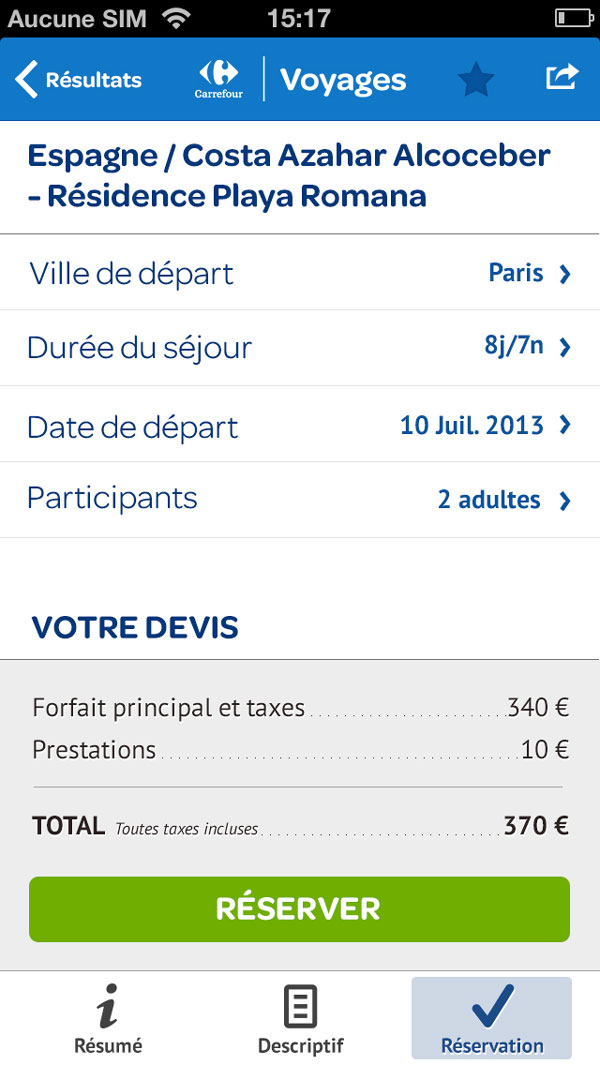 Aucune SIM 15:17
Résultats Carrefour Voyages
Espagne / Costa Azahar Alcoceber
- Résidence Playa Romana
Ville de départ Paris
Durée du séjour 8j/7n
Date de départ 10 Juil. 2013
Participants 2 adultes
VOTRE DEVIS
Forfait principal et taxes 340 €
Prestations 10 €
TOTAL Toutes taxes incluses 370 €
RÉSERVER
Résumé Descriptif Réservation